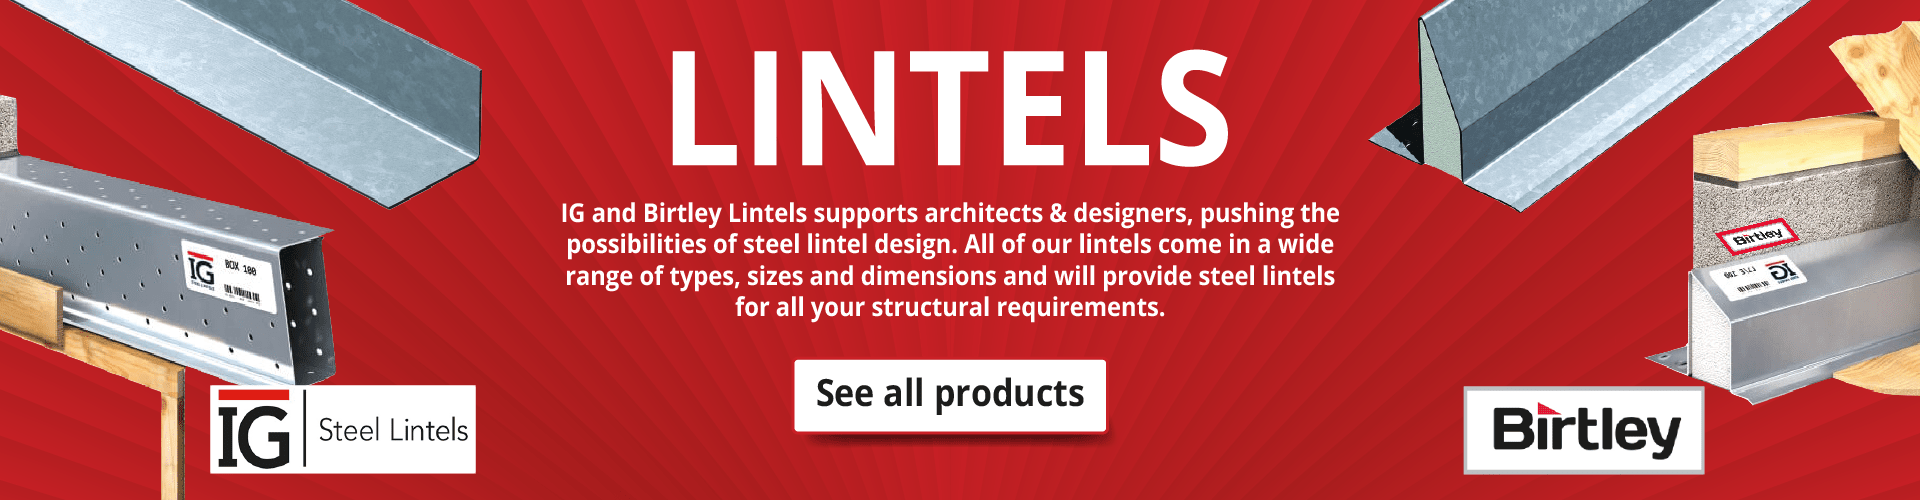 LINTELS
IG and Birtley Lintels supports architects & designers, pushing the
possibilities of steel lintel design. All of our lintels come in a wide
range of types, sizes and dimensions and will provide steel lintels
for all your structural requirements.
See all products
IG
BOX 100
IG
Steel Lintels
Birtley
IG
Birtley